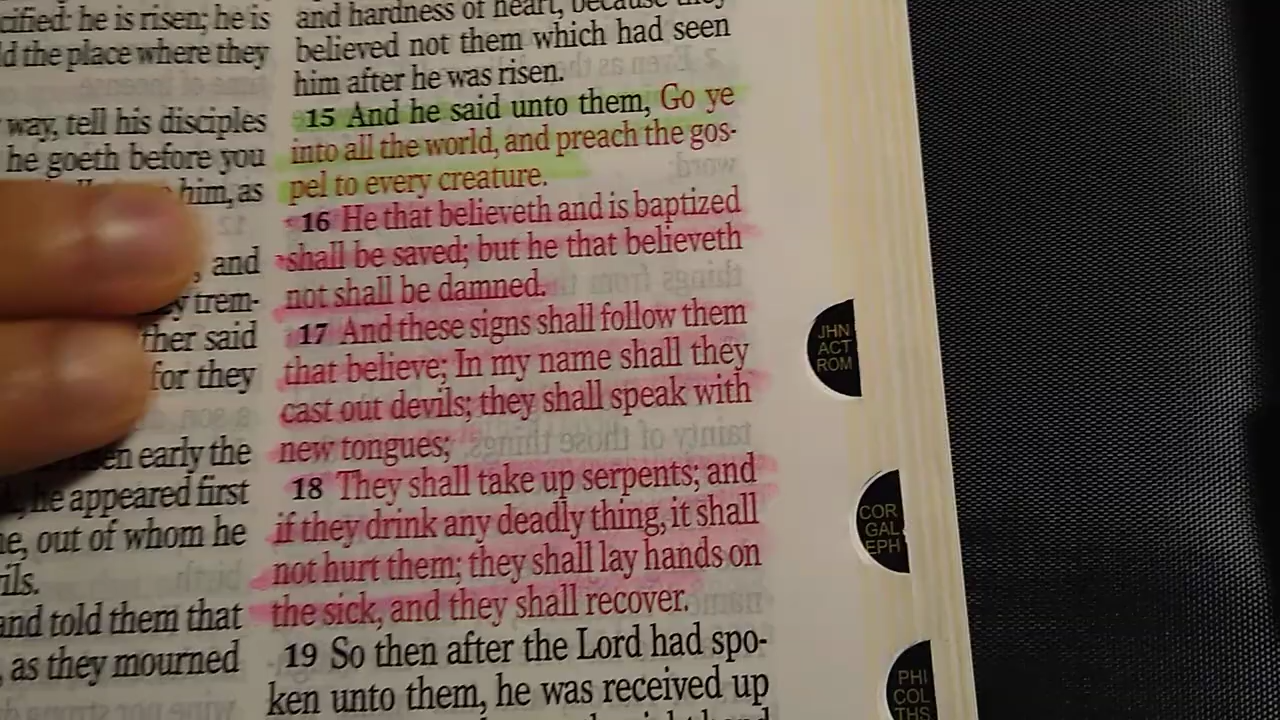 cified: he is risen; he is
the place where they
way, tell his disciples
he goeth before you
him, as
, and
trem-
ther said
for they
early the
he appeared first
out of whom he
ils.
and told them that
as they mourned
and hardness of heart, because they
believed not them which had seen
him after he was risen.
15 And he said unto them, Go ye
into all the world, and preach the gos-
pel to every creature.
16 He that believeth and is baptized
shall be saved; but he that believeth
not shall be damned.
17 And these signs shall follow them
that believe; In my name shall they
cast out devils; they shall speak with
new tongues;
18 They shall take up serpents; and
if they drink any deadly thing, it shall
not hurt them; they shall lay hands on
the sick, and they shall recover.
19 So then after the Lord had spo-
ken unto them, he was received up
JHN
ACT
ROM
COR
GAL
EPH
PHI
COL
THS